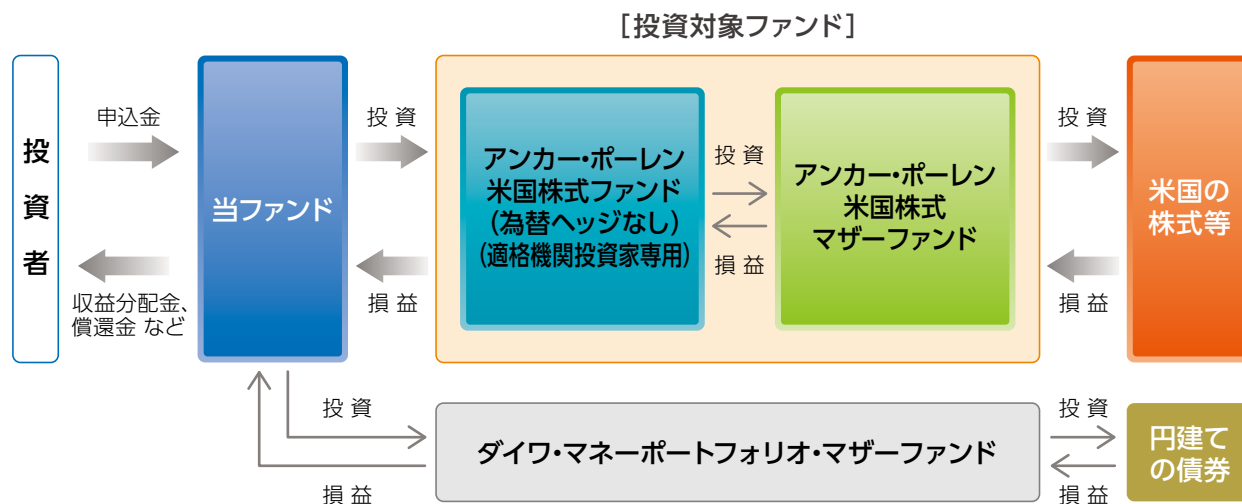 ［投資対象ファンド］
投資者
申込金
収益分配金、
償還金 など
当ファンド
投 資
損 益
アンカー・ポーレン
米国株式ファンド
（為替ヘッジなし）
（適格機関投資家専用）
投 資
損 益
アンカー・ポーレン
米国株式
マザーファンド
投 資
損 益
米国の
株式等
投 資
損 益
ダイワ・マネーポートフォリオ・マザーファンド
投 資
損 益
円建て
の債券